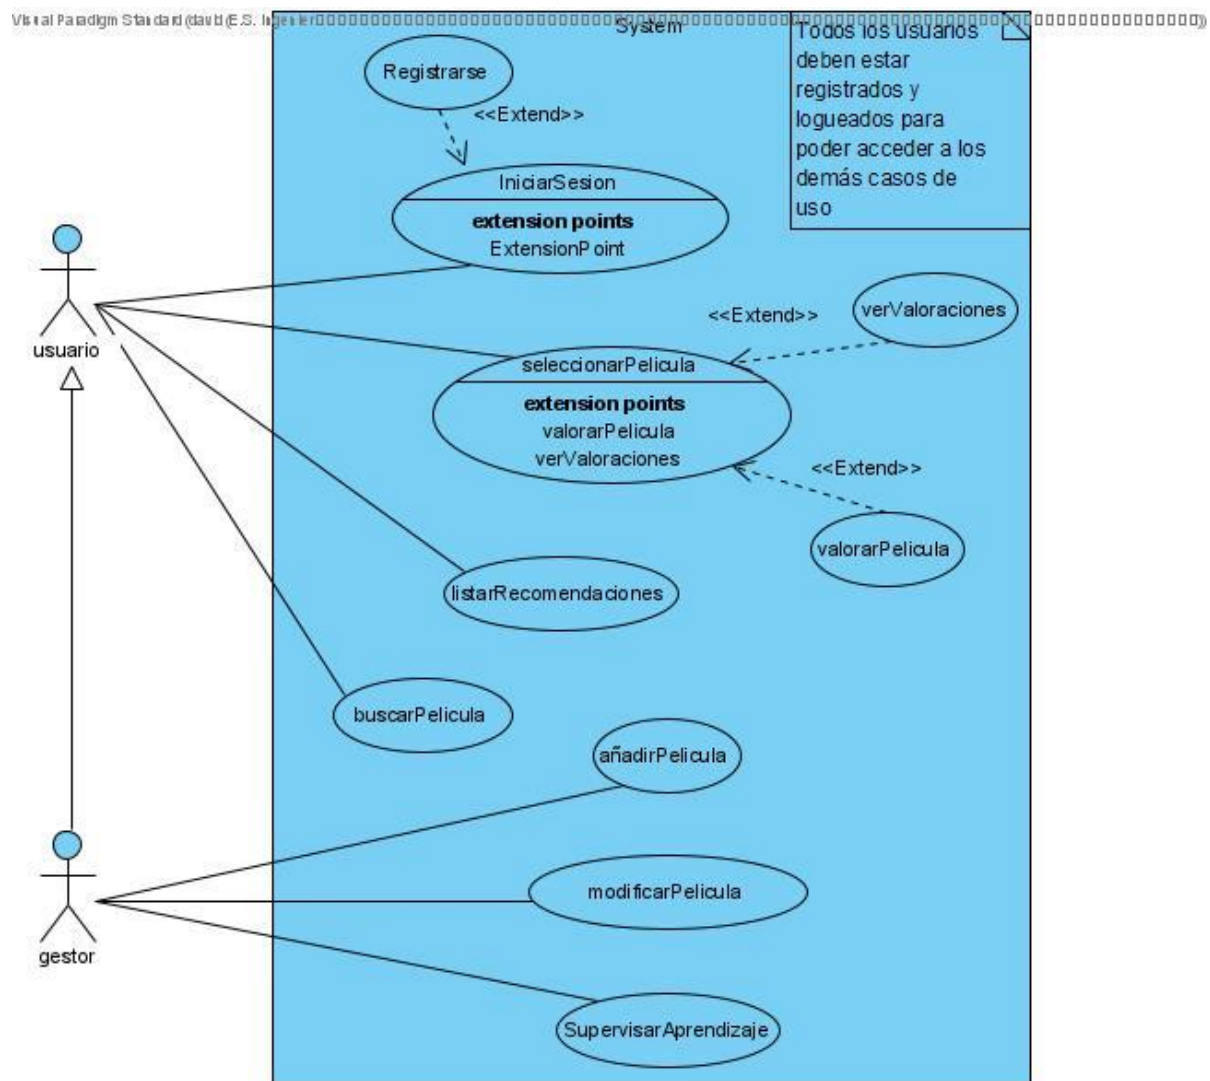 Visual Paradigm Standard (david (E.S. Ingenier
System
Todos los usuarios
deben estar
registrados y
logueados para
poder acceder a los
demás casos de
uso
Registrarse
<<Extend>>
IniciarSesion
extension points
ExtensionPoint
usuario
<<Extend>>
verValoraciones
seleccionarPelicula
extension points
valorarPelicula
verValoraciones
<<Extend>>
valorarPelicula
listarRecomendaciones
buscarPelicula
añadirPelicula
modificarPelicula
gestor
SupervisarAprendizaje